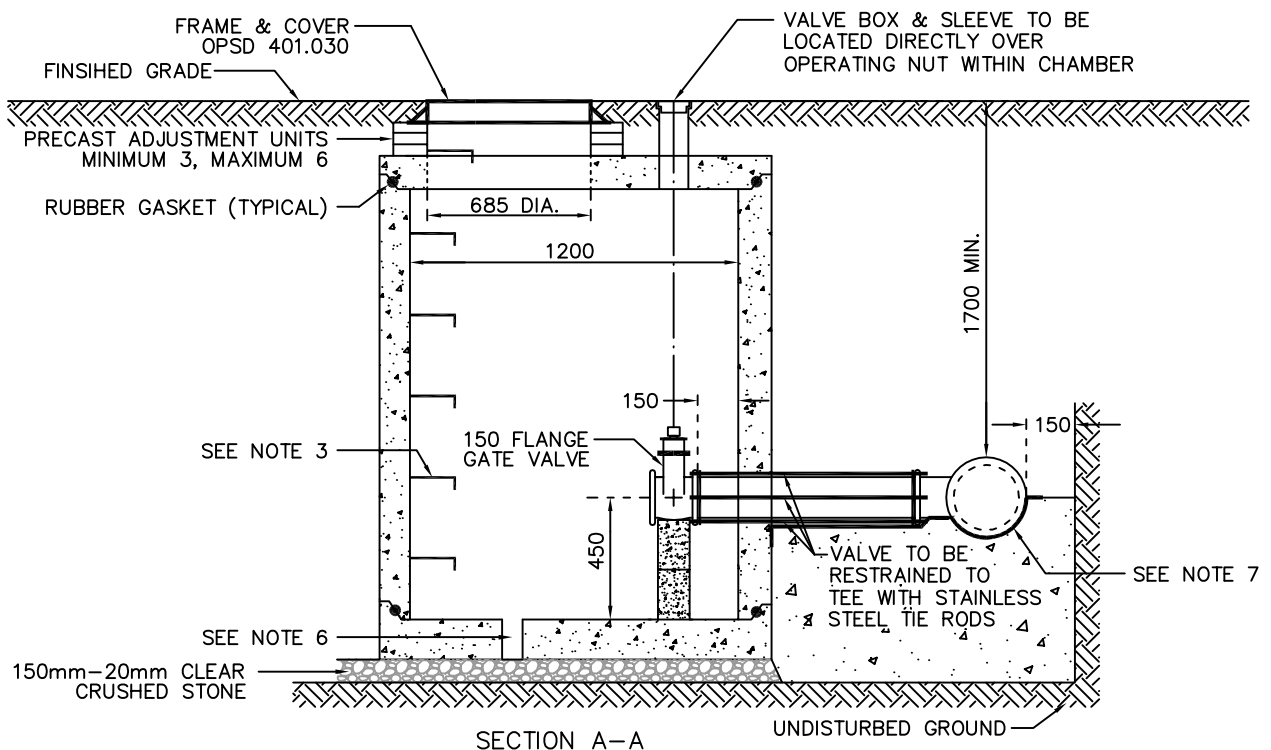 FRAME & COVER
OPSD 401.030
FINSIHED GRADE
VALVE BOX & SLEEVE TO BE
LOCATED DIRECTLY OVER
OPERATING NUT WITHIN CHAMBER
PRECAST ADJUSTMENT UNITS
MINIMUM 3, MAXIMUM 6
RUBBER GASKET (TYPICAL)
685 DIA.
1200
1700 MIN.
150
150
150 FLANGE
GATE VALVE
SEE NOTE 3
450
VALVE TO BE
RESTRAINED TO
TEE WITH STAINLESS
STEEL TIE RODS
SEE NOTE 7
SEE NOTE 6
150mm-20mm CLEAR
CRUSHED STONE
UNDISTURBED GROUND
SECTION A-A